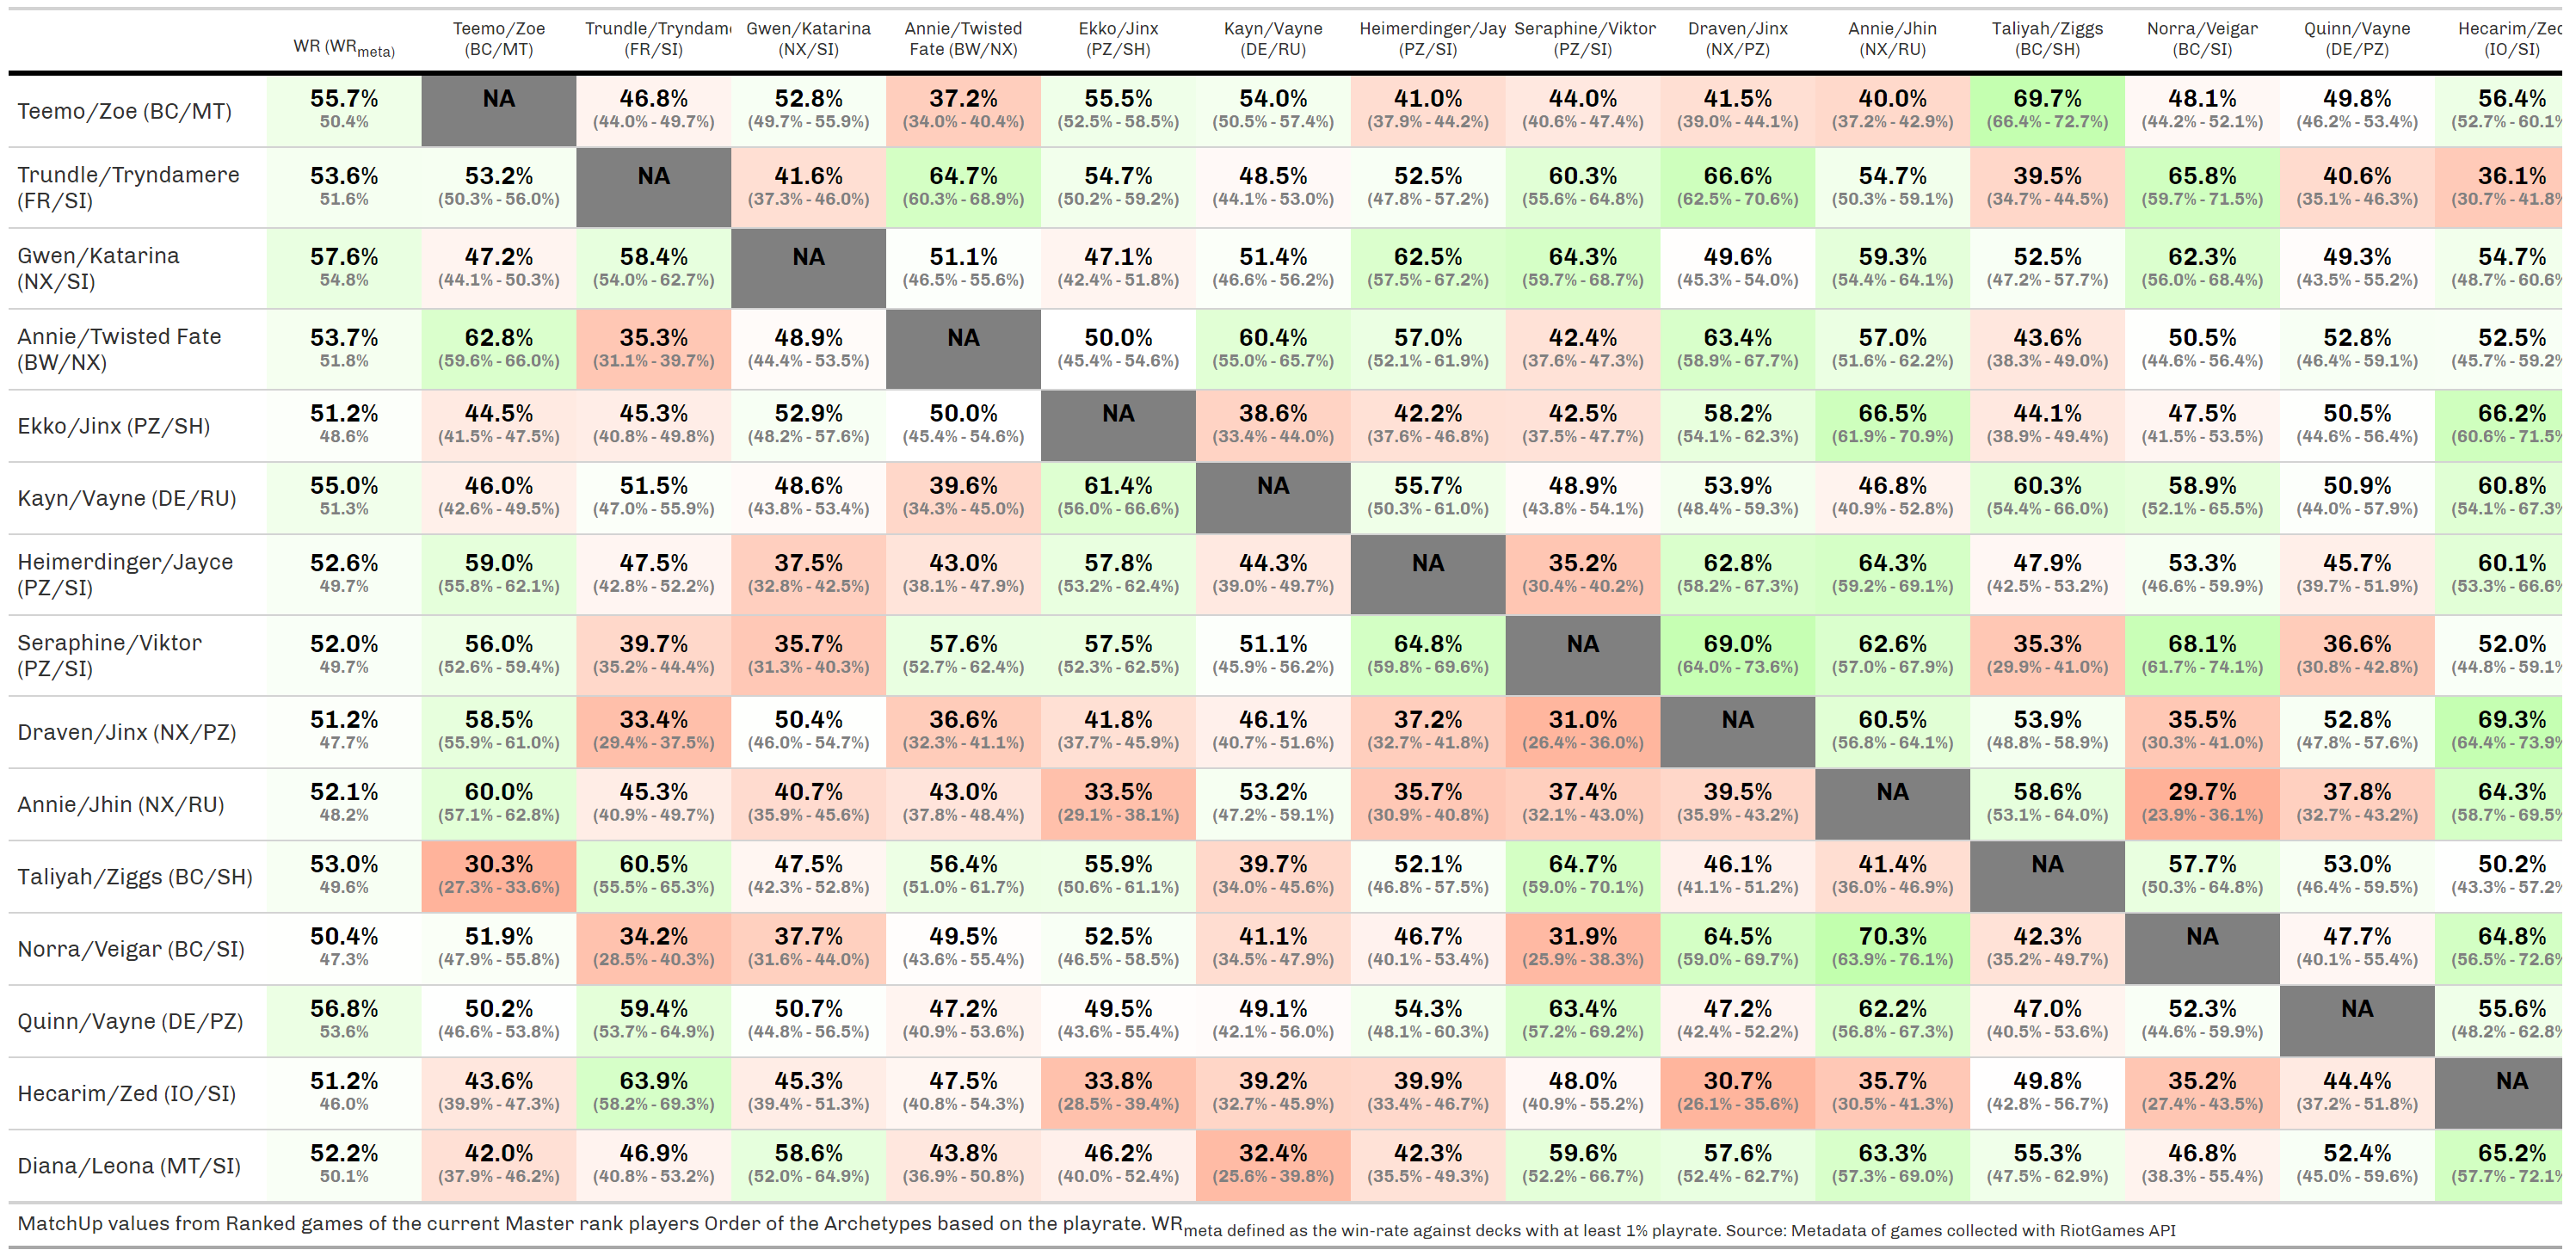 WR (WRmeta) Teemo/Zoe (BC/MT) Trundle/Tryndam (FR/SI) Gwen/Katarina (NX/SI) Annie/Twisted Fate (BW/NX) Ekko/Jinx (PZ/SH) Kayn/Vayne (DE/RU) Heimerdinger/Jay (PZ/SI) Seraphine/Viktor (PZ/SI) Draven/Jinx (NX/PZ) Annie/Jhin (NX/RU) Taliyah/Ziggs (BC/SH) Norra/Veigar (BC/SI) Quinn/Vayne (DE/PZ) Hecarim/Zed (IO/SI)
Teemo/Zoe (BC/MT) 55.7% NA 46.8% 52.8% 37.2% 55.5% 54.0% 41.0% 44.0% 41.5% 40.0% 69.7% 48.1% 49.8% 56.4%
50.4% (44.0% - 49.7%) (49.7% - 55.9%) (34.0% - 40.4%) (52.5% - 58.5%) (50.5% - 57.4%) (37.9% - 44.2%) (40.6% - 47.4%) (39.0% - 44.1%) (37.2% - 42.9%) (66.4% - 72.7%) (44.2% - 52.1%) (46.2% - 53.4%) (52.7% - 60.1%
Trundle/Tryndamere (FR/SI) 53.6% 53.2% NA 41.6% 64.7% 54.7% 48.5% 52.5% 60.3% 66.6% 54.7% 39.5% 65.8% 40.6% 36.1%
51.6% (50.3% - 56.0%) (37.3% - 46.0%) (60.3% - 68.9%) (50.2% - 59.2%) (44.1% - 53.0%) (47.8% - 57.2%) (55.6% - 64.8%) (62.5% - 70.6%) (50.3% - 59.1%) (34.7% - 44.5%) (59.7% - 71.5%) (35.1% - 46.3%) (30.7% - 41.8%
Gwen/Katarina (NX/SI) 57.6% 47.2% 58.4% NA 51.1% 47.1% 51.4% 62.5% 64.3% 49.6% 59.3% 52.5% 62.3% 49.3% 54.7%
54.8% (44.1% - 50.3%) (54.0% - 62.7%) (46.5% - 55.6%) (42.4% - 51.8%) (46.6% - 56.2%) (57.5% - 67.2%) (59.7% - 68.7%) (45.3% - 54.0%) (54.4% - 64.1%) (47.2% - 57.7%) (56.0% - 68.4%) (43.5% - 55.2%) (48.7% - 60.6%
Annie/Twisted Fate (BW/NX) 53.7% 62.8% 35.3% 48.9% NA 50.0% 60.4% 57.0% 42.4% 63.4% 57.0% 43.6% 50.5% 52.8% 52.5%
51.8% (59.6% - 66.0%) (31.1% - 39.7%) (44.4% - 53.5%) (45.4% - 54.6%) (55.0% - 65.7%) (52.1% - 61.9%) (37.6% - 47.3%) (58.9% - 67.7%) (51.6% - 62.2%) (38.3% - 49.0%) (44.6% - 56.4%) (46.4% - 59.1%) (45.7% - 59.2%
Ekko/Jinx (PZ/SH) 51.2% 44.5% 45.3% 52.9% 50.0% NA 38.6% 42.2% 42.5% 58.2% 66.5% 44.1% 47.5% 50.5% 66.2%
48.6% (41.5% - 47.5%) (40.8% - 49.8%) (48.2% - 57.6%) (45.4% - 54.6%) (33.4% - 44.0%) (37.6% - 46.8%) (37.5% - 47.7%) (54.1% - 62.3%) (61.9% - 70.9%) (38.9% - 49.4%) (41.5% - 53.5%) (44.6% - 56.4%) (60.6% - 71.5%
Kayn/Vayne (DE/RU) 55.0% 46.0% 51.5% 48.6% 39.6% 61.4% NA 55.7% 48.9% 53.9% 46.8% 60.3% 58.9% 50.9% 60.8%
51.3% (42.6% - 49.5%) (47.0% - 55.9%) (43.8% - 53.4%) (34.3% - 45.0%) (56.0% - 66.6%) (50.3% - 61.0%) (43.8% - 54.1%) (48.4% - 59.3%) (40.9% - 52.8%) (54.4% - 66.0%) (52.1% - 65.5%) (44.0% - 57.9%) (54.1% - 67.3%
Heimerdinger/Jayce (PZ/SI) 52.6% 59.0% 47.5% 37.5% 43.0% 57.8% 44.3% NA 35.2% 62.8% 64.3% 47.9% 53.3% 45.7% 60.1%
49.7% (55.8% - 62.1%) (42.8% - 52.2%) (32.8% - 42.5%) (38.1% - 47.9%) (53.2% - 62.4%) (39.0% - 49.7%) (30.4% - 40.2%) (58.2% - 67.3%) (59.2% - 69.1%) (42.5% - 53.2%) (46.6% - 59.9%) (39.7% - 51.9%) (53.3% - 66.6%
Seraphine/Viktor (PZ/SI) 52.0% 56.0% 39.7% 35.7% 57.6% 57.5% 51.1% 64.8% NA 69.0% 62.6% 35.3% 68.1% 36.6% 52.0%
49.7% (52.6% - 59.4%) (35.2% - 44.4%) (31.3% - 40.3%) (52.7% - 62.4%) (52.3% - 62.5%) (45.9% - 56.2%) (59.8% - 69.6%) (64.0% - 73.6%) (57.0% - 67.9%) (29.9% - 41.0%) (61.7% - 74.1%) (30.8% - 42.8%) (44.8% - 59.1%
Draven/Jinx (NX/PZ) 51.2% 58.5% 33.4% 50.4% 36.6% 41.8% 46.1% 37.2% 31.0% NA 60.5% 53.9% 35.5% 52.8% 69.3%
47.7% (55.9% - 61.0%) (29.4% - 37.5%) (46.0% - 54.7%) (32.3% - 41.1%) (37.7% - 45.9%) (40.7% - 51.6%) (32.7% - 41.8%) (26.4% - 36.0%) (56.8% - 64.1%) (48.8% - 58.9%) (30.3% - 41.0%) (47.8% - 57.6%) (64.4% - 73.9%
Annie/Jhin (NX/RU) 52.1% 60.0% 45.3% 40.7% 43.0% 33.5% 53.2% 35.7% 37.4% 39.5% NA 58.6% 29.7% 37.8% 64.3%
48.2% (57.1% - 62.8%) (40.9% - 49.7%) (35.9% - 45.6%) (37.8% - 48.4%) (29.1% - 38.1%) (47.2% - 59.1%) (30.9% - 40.8%) (32.1% - 43.0%) (35.9% - 43.2%) (53.1% - 64.0%) (23.9% - 36.1%) (32.7% - 43.2%) (58.7% - 69.5%
Taliyah/Ziggs (BC/SH) 53.0% 30.3% 60.5% 47.5% 56.4% 55.9% 39.7% 52.1% 64.7% 46.1% 41.4% NA 57.7% 53.0% 50.2%
49.6% (27.3% - 33.6%) (55.5% - 65.3%) (42.3% - 52.8%) (51.0% - 61.7%) (50.6% - 61.1%) (34.0% - 45.6%) (46.8% - 57.5%) (59.0% - 70.1%) (41.1% - 51.2%) (36.0% - 46.9%) (50.3% - 64.8%) (46.4% - 59.5%) (43.3% - 57.2%
Norra/Veigar (BC/SI) 50.4% 51.9% 34.2% 37.7% 49.5% 52.5% 41.1% 46.7% 31.9% 64.5% 70.3% 42.3% NA 47.7% 64.8%
47.3% (47.9% - 55.8%) (28.5% - 40.3%) (31.6% - 44.0%) (43.6% - 55.4%) (46.5% - 58.5%) (34.5% - 47.9%) (40.1% - 53.4%) (25.9% - 38.3%) (59.0% - 69.7%) (63.9% - 76.1%) (35.2% - 49.7%) (40.1% - 55.4%) (56.5% - 72.6%
Quinn/Vayne (DE/PZ) 56.8% 50.2% 59.4% 50.7% 47.2% 49.5% 49.1% 54.3% 63.4% 47.2% 62.2% 47.0% 52.3% NA 55.6%
53.6% (46.6% - 53.8%) (53.7% - 64.9%) (44.8% - 56.5%) (40.9% - 53.6%) (43.6% - 55.4%) (42.1% - 56.0%) (48.1% - 60.3%) (57.2% - 69.2%) (42.4% - 52.2%) (56.8% - 67.3%) (40.5% - 53.6%) (44.6% - 59.9%) (48.2% - 62.8%
Hecarim/Zed (IO/SI) 51.2% 43.6% 63.9% 45.3% 47.5% 33.8% 39.2% 39.9% 48.0% 30.7% 35.7% 49.8% 35.2% 44.4% NA
46.0% (39.9% - 47.3%) (58.2% - 69.3%) (39.4% - 51.3%) (40.8% - 54.3%) (28.5% - 39.4%) (32.7% - 45.9%) (33.4% - 46.7%) (40.9% - 55.2%) (26.1% - 35.6%) (30.5% - 41.3%) (42.8% - 56.7%) (27.4% - 43.5%) (37.2% - 51.8%)
Diana/Leona (MT/SI) 52.2% 42.0% 46.9% 58.6% 43.8% 46.2% 32.4% 42.3% 59.6% 57.6% 63.3% 55.3% 46.8% 52.4% 65.2%
50.1% (37.9% - 46.2%) (40.8% - 53.2%) (52.0% - 64.9%) (36.9% - 50.8%) (40.0% - 52.4%) (25.6% - 39.8%) (35.5% - 49.3%) (52.2% - 66.7%) (52.4% - 62.7%) (57.3% - 69.0%) (47.5% - 62.9%) (38.3% - 55.4%) (45.0% - 59.6%) (57.7% - 72.1%
MatchUp values from Ranked games of the current Master rank players Order of the Archetypes based on the playrate. WRmeta defined as the win-rate against decks with at least 1% playrate. Source: Metadata of games collected with RiotGames API